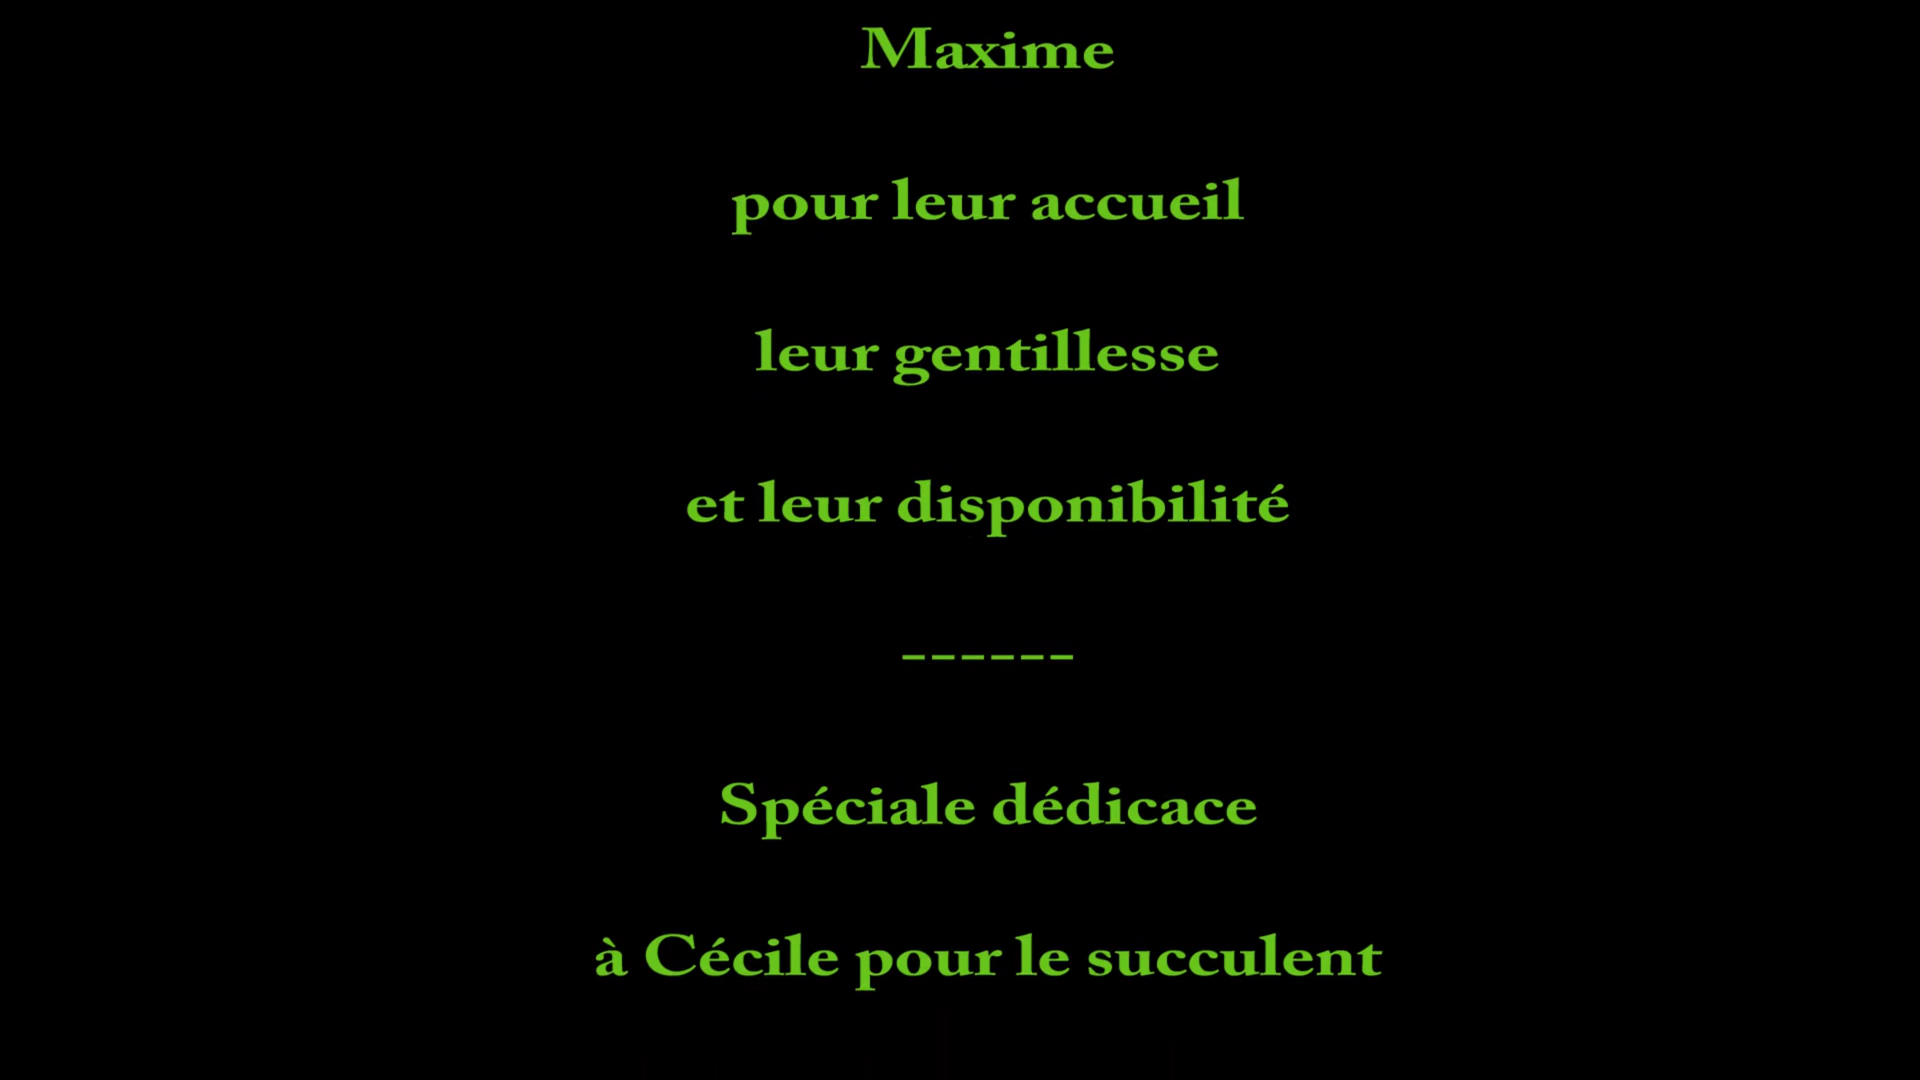 Maxime
pour leur accueil
leur gentillesse
et leur disponibilité
------
Spéciale dédicace
à Cécile pour le succulent